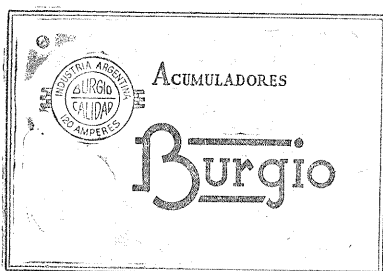 INDUSTRIA ARGENTINA
BURGIO
CALIDAD
120 AMPERES
ACUMULADORES
Burgio